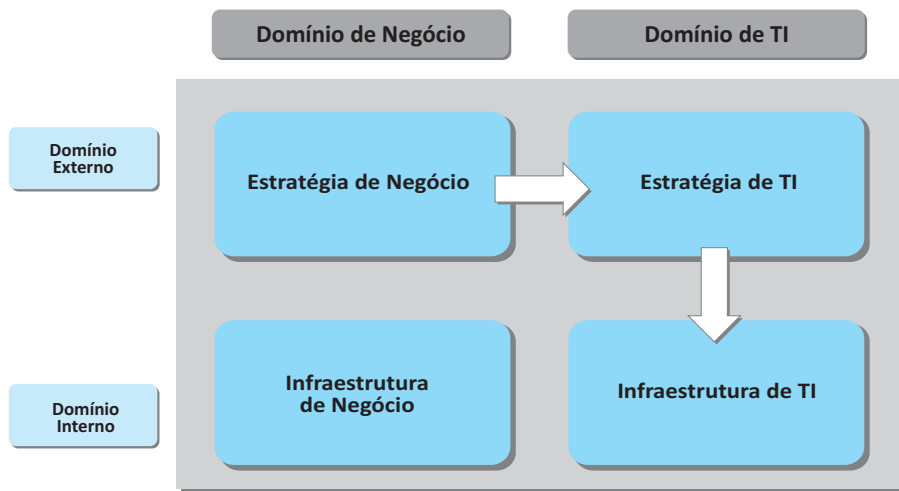 Domínio de Negócio
Domínio de TI
Domínio
Externo
Estratégia de Negócio
Estratégia de TI
Infraestrutura
de Negócio
Infraestrutura de TI
Domínio
Interno